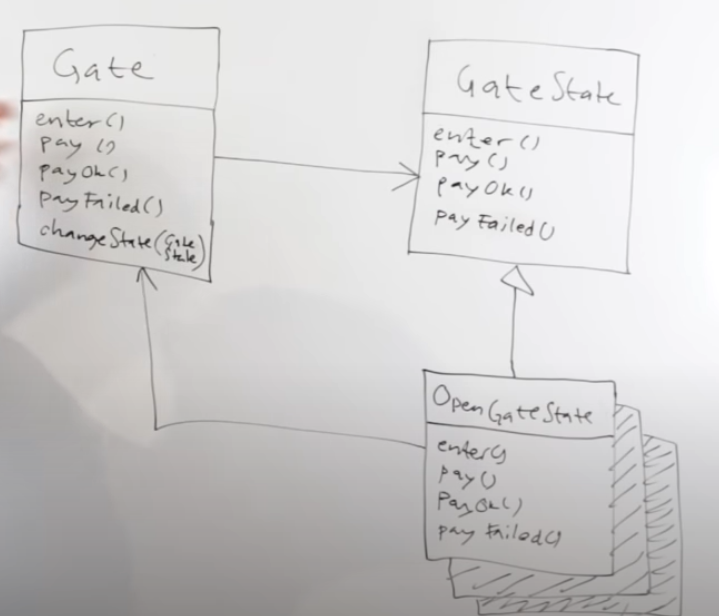 Gate
enter()
pay()
payOk()
payFailed()
changeState(Gate
State)
GateState
enter()
pay()
payOk()
payFailed()
OpenGateState
enter()
pay()
PayOk()
payFailed()